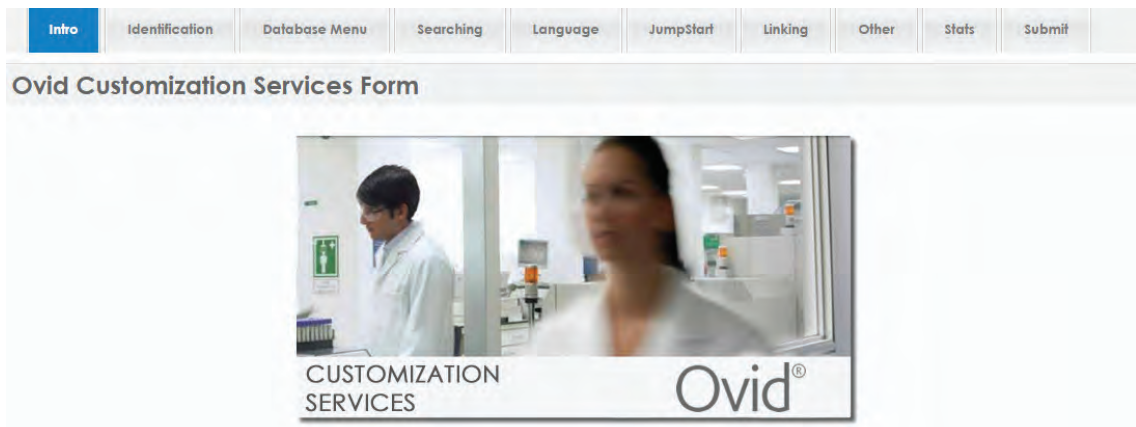 Intro Identification Database Menu Searching Language JumpStart Linking Other Stats Submit
Ovid Customization Services Form
CUSTOMIZATION
SERVICES
Ovid®